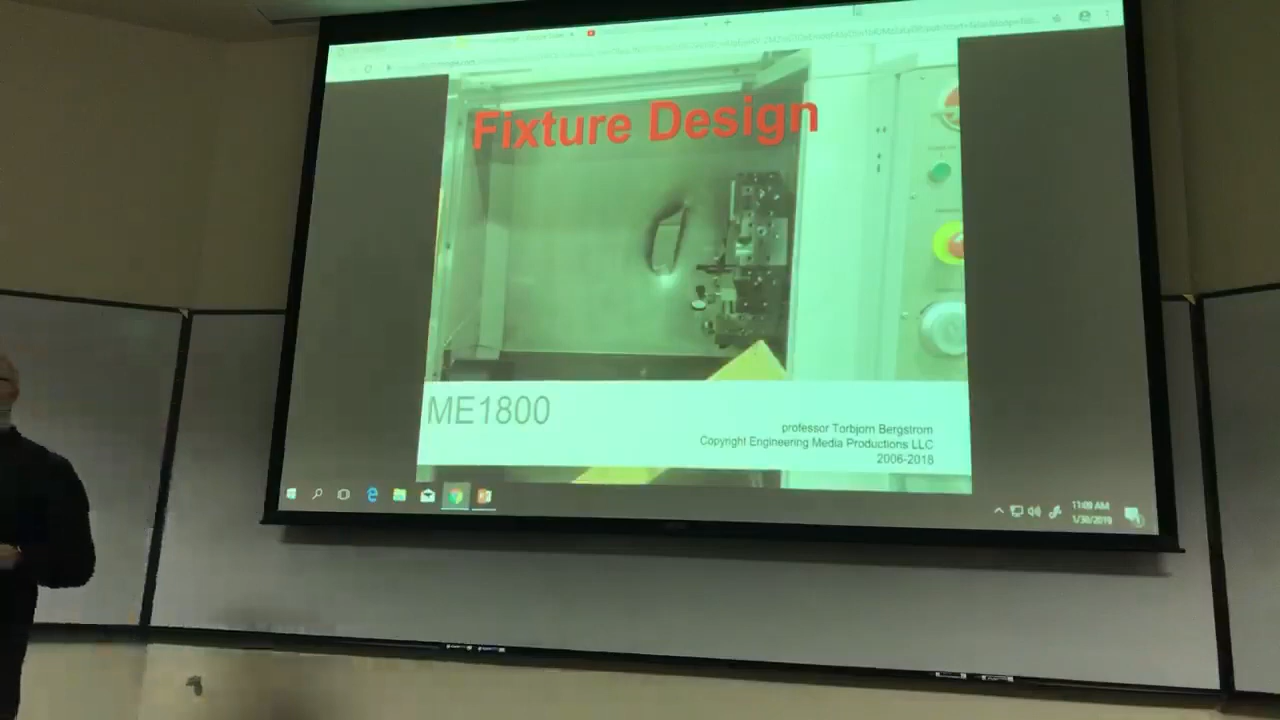 Fixture Design
ME1800
professor Torbjorn Bergstrom
Copyright Engineering Media Productions LLC
2006-2018
11:09 AM
1/30/2019